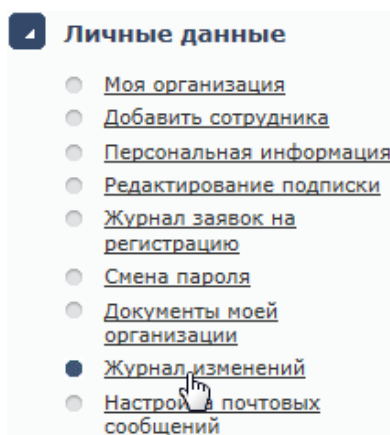 Личные данные
Моя организация
Добавить сотрудника
Персональная информация
Редактирование подписки
Журнал заявок на
регистрацию
Смена пароля
Документы моей
организации
Журнал изменений
Настройка почтовых
сообщений